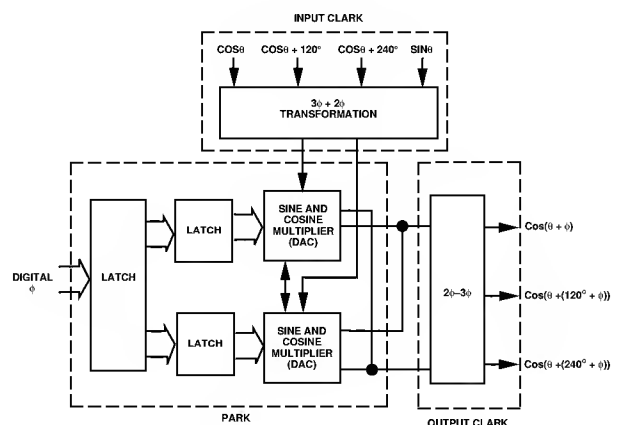 INPUT CLARK
COSθ COSθ + 120° COSθ + 240° SINθ
3ϕ + 2ϕ
TRANSFORMATION
SINE AND
COSINE
MULTIPLIER
(DAC)
LATCH
LATCH
DIGITAL
ϕ
LATCH
SINE AND
COSINE
MULTIPLIER
(DAC)
2ϕ–3ϕ
Cos(θ + ϕ)
Cos(θ +(120° + ϕ))
Cos(θ +(240° + ϕ))
PARK
OUTPUT CLARK